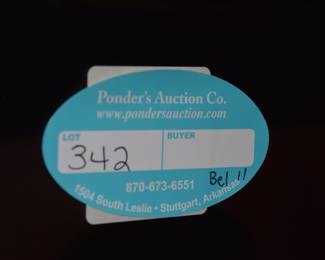 Ponder's Auction Co.
www.pondersauction.com
LOT BUYER
342
870-673-6551
Bel 11
1504 South Leslie • Stuttgart, Arkansas